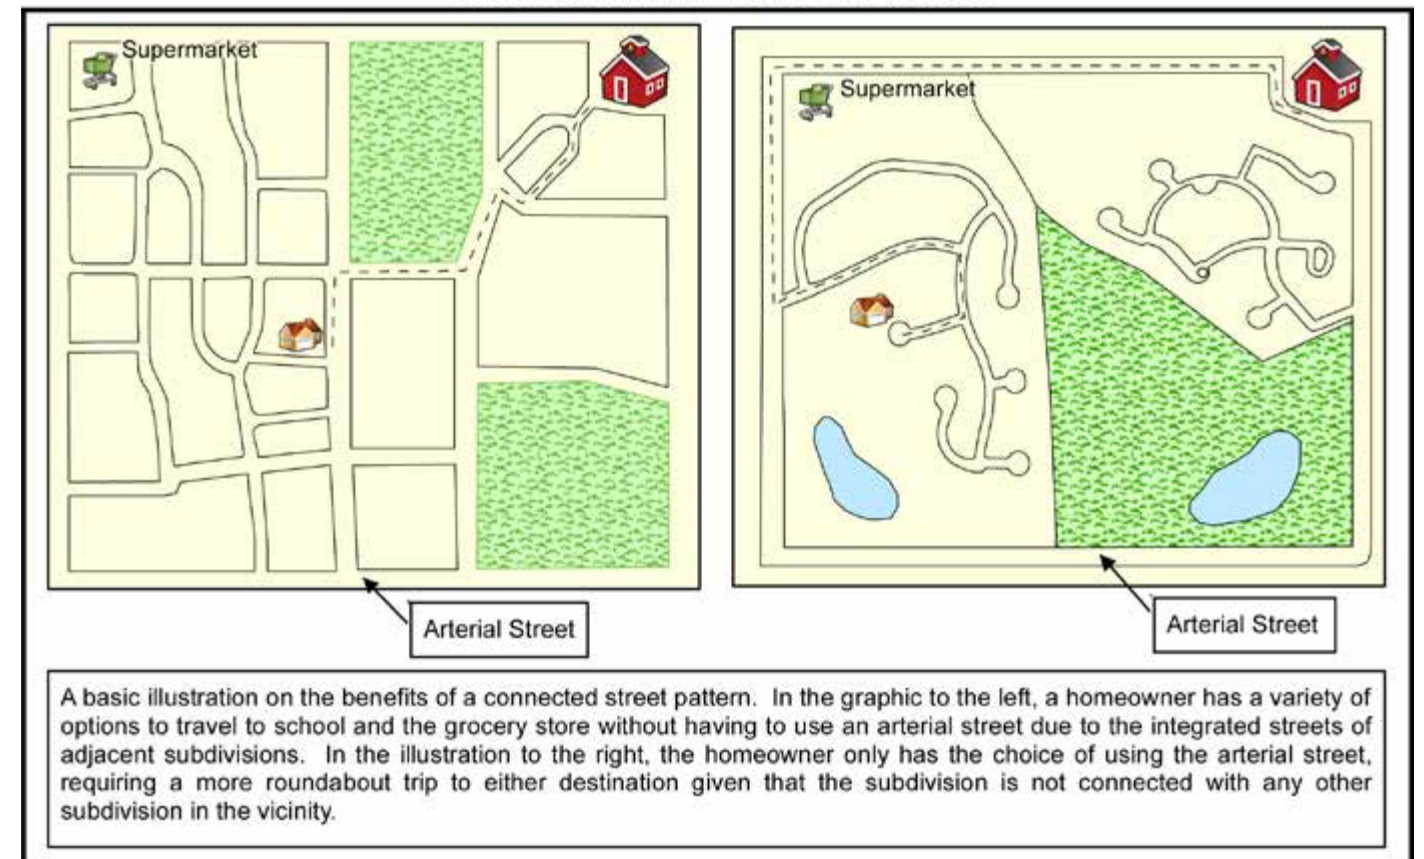 Supermarket
Supermarket
Arterial Street
Arterial Street
A basic illustration on the benefits of a connected street pattern. In the graphic to the left, a homeowner has a variety of
options to travel to school and the grocery store without having to use an arterial street due to the integrated streets of
adjacent subdivisions. In the illustration to the right, the homeowner only has the choice of using the arterial street,
requiring a more roundabout trip to either destination given that the subdivision is not connected with any other
subdivision in the vicinity.